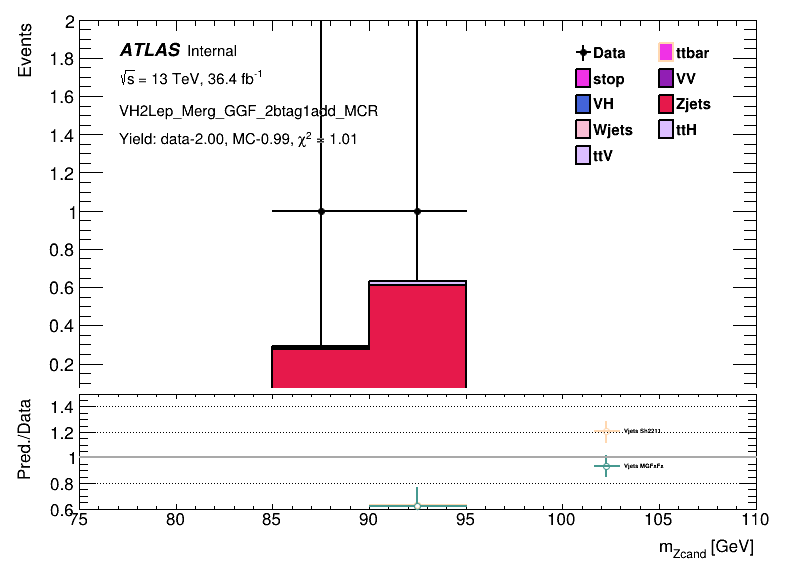 Events
2
1.8
1.6
1.4
1.2
1
0.8
0.6
0.4
0.2
ATLAS Internal
√s = 13 TeV, 36.4 fb⁻¹
VH2Lep_Merg_GGF_2btag1add_MCR
Yield: data-2.00, MC-0.99, χ² = 1.01
Data ttbar
stop VV
VH Zjets
Wjets ttH
ttV
Pred./Data
1.4
1.2
1
0.8
0.6
Vjets Sh2211
Vjets MGFxFx
75 80 85 90 95 100 105 110
m_Zcand [GeV]